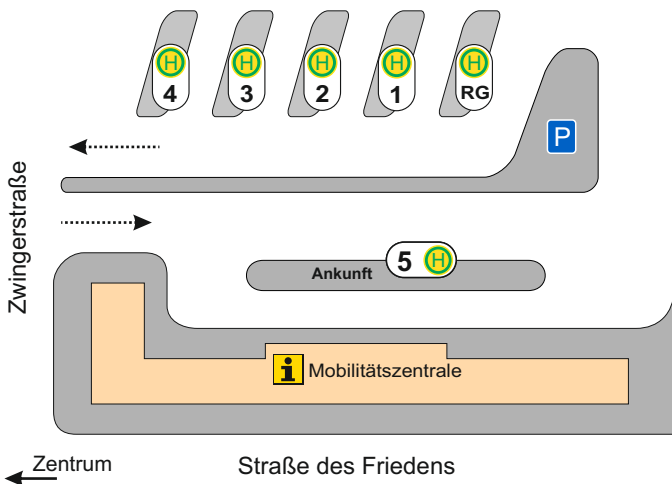 H H H H H
4 3 2 1 RG
P
Zwingerstraße
5 H
Ankunft
i Mobilitätszentrale
Zentrum
Straße des Friedens